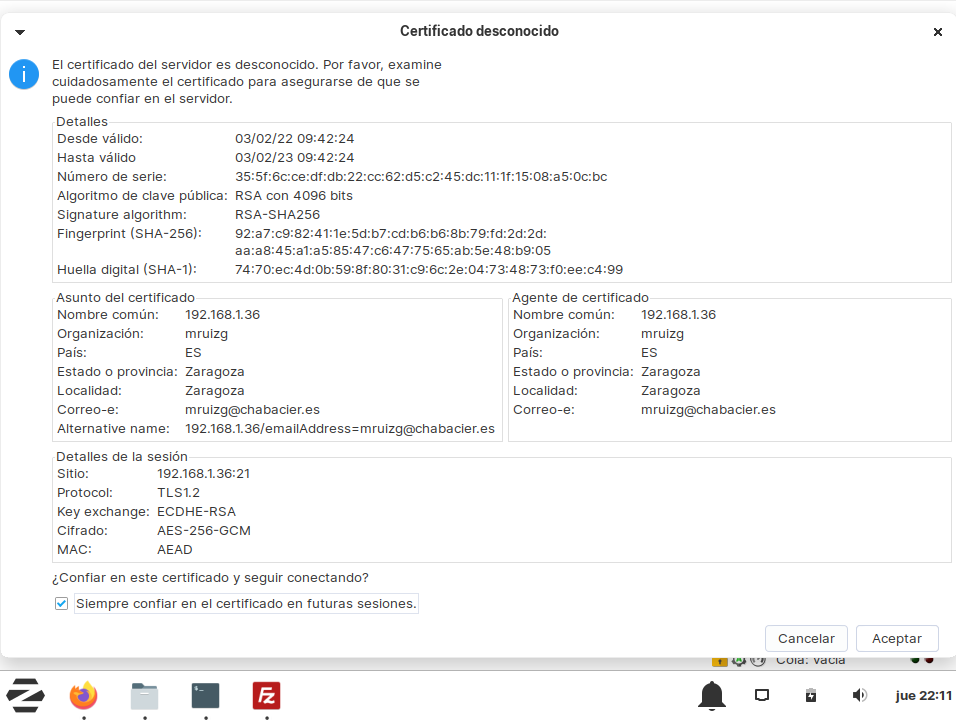 Certificado desconocido
El certificado del servidor es desconocido. Por favor, examine
cuidadosamente el certificado para asegurarse de que se
puede confiar en el servidor.
Detalles
Desde válido: 03/02/22 09:42:24
Hasta válido 03/02/23 09:42:24
Número de serie: 35:5f:6c:ce:df:db:22:cc:62:d5:c2:45:dc:11:1f:15:08:a5:0c:bc
Algoritmo de clave pública: RSA con 4096 bits
Signature algorithm: RSA-SHA256
Fingerprint (SHA-256): 92:a7:c9:82:41:1e:5d:b7:cd:b6:b6:8b:79:fd:2d:2d:
aa:a8:45:a1:a5:85:47:c6:47:75:65:ab:5e:48:b9:05
Huella digital (SHA-1): 74:70:ec:4d:0b:59:8f:80:31:c9:6c:2e:04:73:48:73:f0:ee:c4:99
Asunto del certificado
Nombre común: 192.168.1.36
Organización: mruizg
País: ES
Estado o provincia: Zaragoza
Localidad: Zaragoza
Correo-e: mruizg@chabacier.es
Alternative name: 192.168.1.36/emailAddress=mruizg@chabacier.es
Agente de certificado
Nombre común: 192.168.1.36
Organización: mruizg
País: ES
Estado o provincia: Zaragoza
Localidad: Zaragoza
Correo-e: mruizg@chabacier.es
Detalles de la sesión
Sitio: 192.168.1.36:21
Protocol: TLS1.2
Key exchange: ECDHE-RSA
Cifrado: AES-256-GCM
MAC: AEAD
¿Confiar en este certificado y seguir conectando?
Siempre confiar en el certificado en futuras sesiones.
Cancelar Aceptar
Cola: vacía
jue 22:11